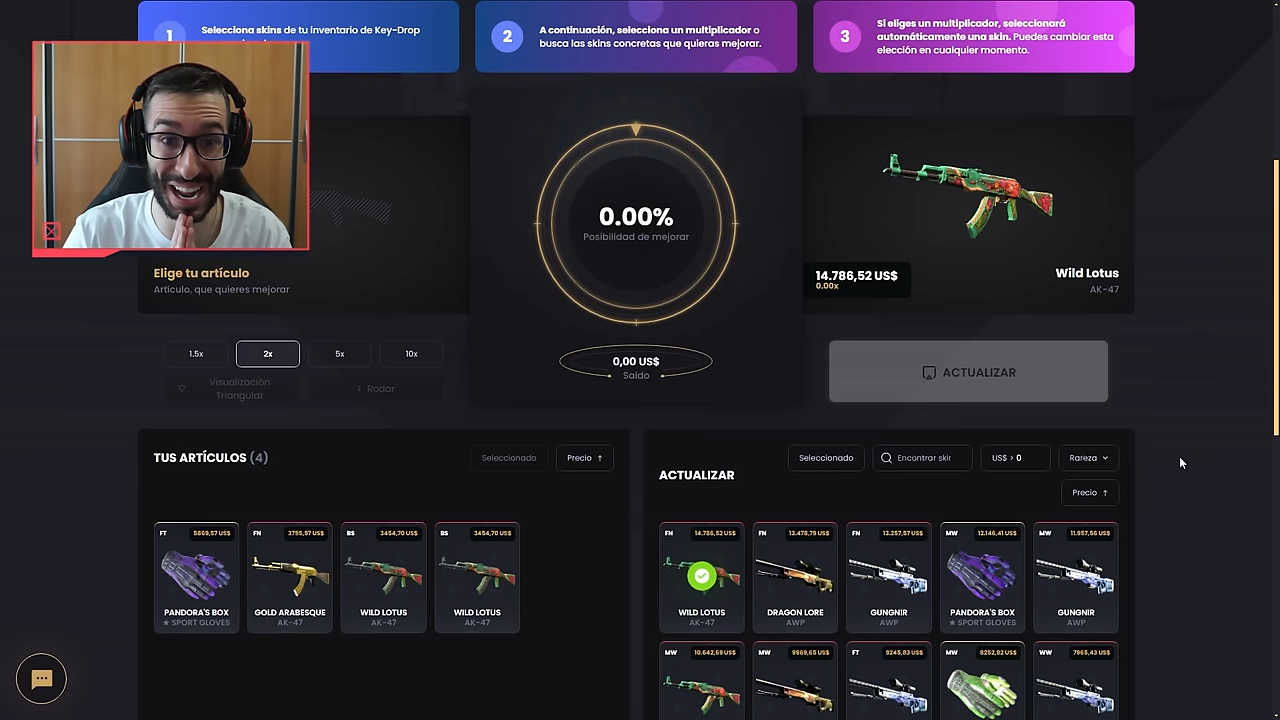 1
Selecciona skins de tu inventario de Key-Drop
2
A continuación, selecciona un multiplicador o
busca las skins concretas que quieras mejorar.
3
Si eliges un multiplicador, seleccionará
automáticamente una skin. Puedes cambiar esta
elección en cualquier momento.
0.00%
Posibilidad de mejorar
Elige tu artículo
Artículo, que quieres mejorar
14.786,52 US$
0.00x
Wild Lotus
AK-47
1.5x
2x
5x
10x
Visualización
Triangular
Rodar
0,00 US$
Saldo
ACTUALIZAR
TUS ARTÍCULOS (4)
Seleccionado
Precio
ACTUALIZAR
Seleccionado
Encontrar skir
US$ > 0
Rareza
Precio
FT
5869,57 US$
PANDORA'S BOX
★ SPORT GLOVES
FN
3795,97 US$
GOLD ARABESQUE
AK-47
BS
3454,70 US$
WILD LOTUS
AK-47
BS
3454,70 US$
WILD LOTUS
AK-47
FN
14.786,52 US$
WILD LOTUS
AK-47
FN
13.478,79 US$
DRAGON LORE
AWP
FN
13.257,57 US$
GUNGNIR
AWP
MW
12.146,41 US$
PANDORA'S BOX
★ SPORT GLOVES
MW
11.957,56 US$
GUNGNIR
AWP
MW
10.642,69 US$
MW
9969,65 US$
FT
9245,83 US$
MW
8252,82 US$
WW
7965,43 US$